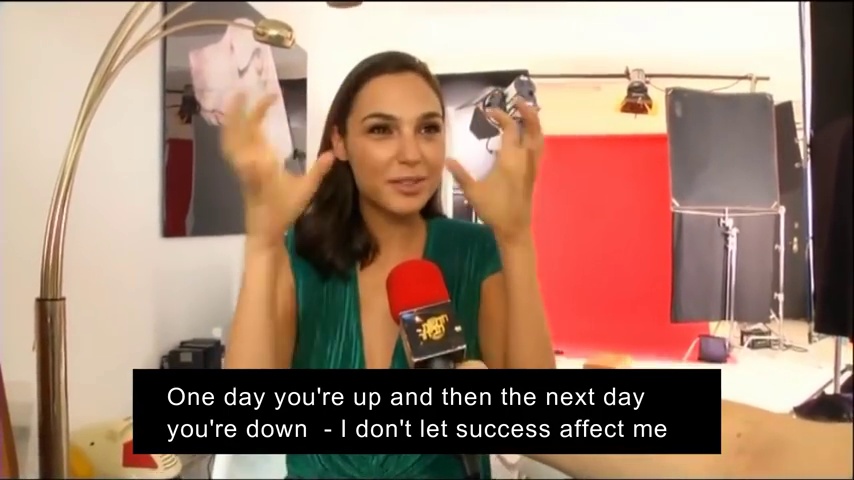 One day you're up and then the next day
you're down  - I don't let success affect me